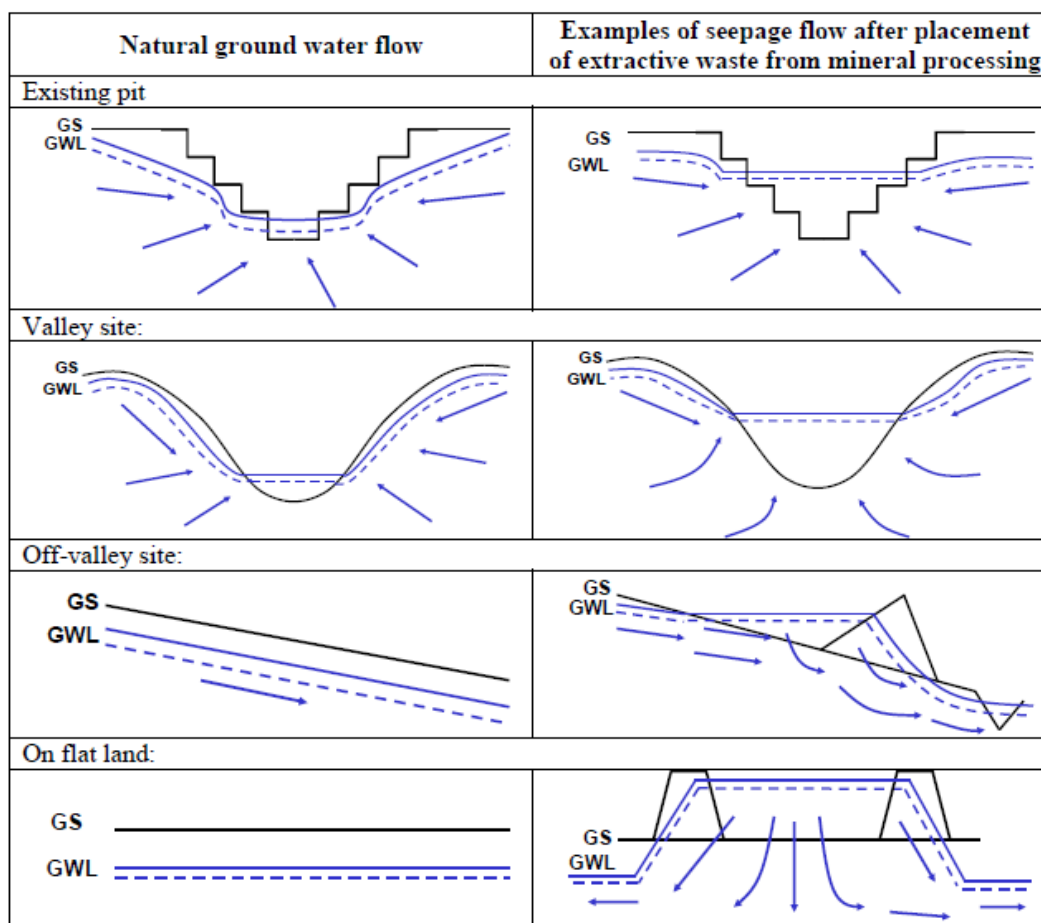 Natural ground water flow
Examples of seepage flow after placement
of extractive waste from mineral processing
Existing pit
GS
GWL
GS
GWL
Valley site:
GS
GWL
GS
GWL
Off-valley site:
GS
GWL
GS
GWL
On flat land:
GS
GWL
GS
GWL